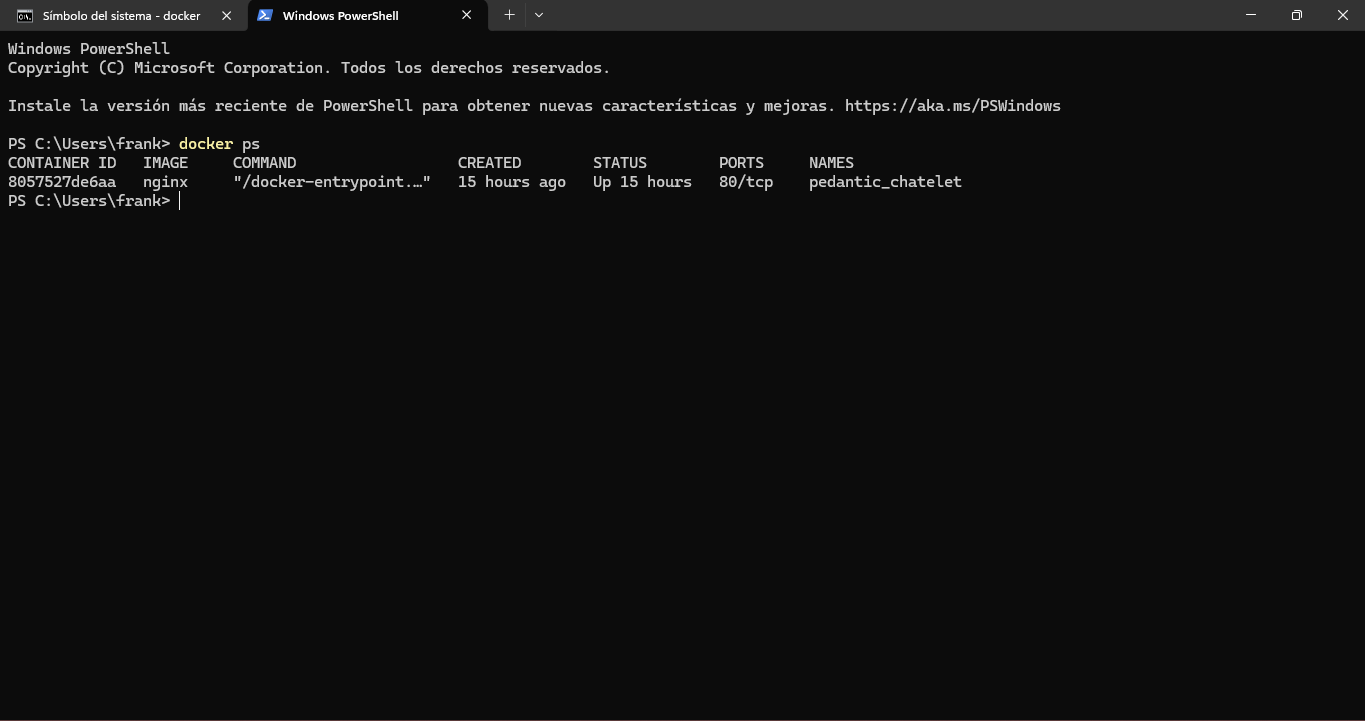 Símbolo del sistema - docker
Windows PowerShell
Windows PowerShell
Copyright (C) Microsoft Corporation. Todos los derechos reservados.
Instale la versión más reciente de PowerShell para obtener nuevas características y mejoras. https://aka.ms/PSWindows
PS C:\Users\frank> docker ps
CONTAINER ID   IMAGE     COMMAND                  CREATED        STATUS        PORTS     NAMES
8057527de6aa   nginx     "/docker-entrypoint.…"   15 hours ago   Up 15 hours   80/tcp    pedantic_chatelet
PS C:\Users\frank>